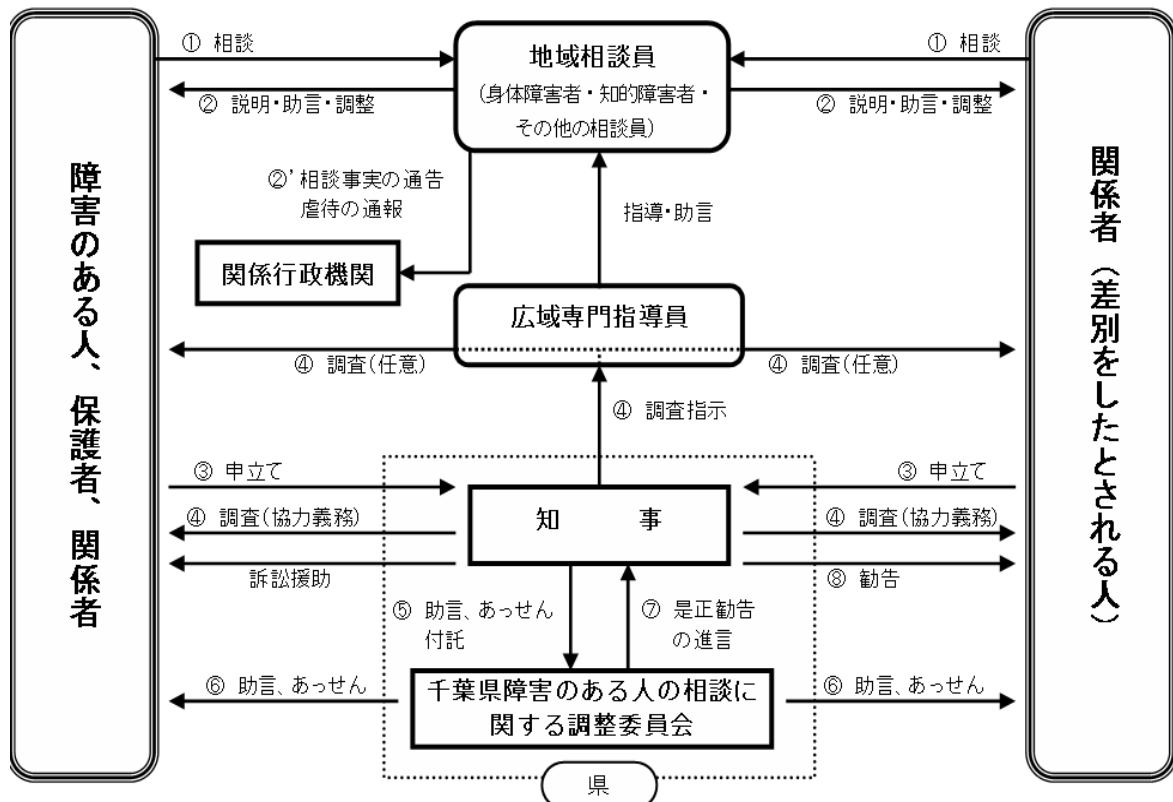 障害のある人、保護者、関係者
① 相談
② 説明・助言・調整
地域相談員
(身体障害者・知的障害者・
その他の相談員)
① 相談
② 説明・助言・調整
②’相談事実の通告
虐待の通報
指導・助言
関係行政機関
広域専門指導員
④ 調査(任意)
④ 調査(任意)
④ 調査指示
③ 申立て
③ 申立て
知 事
④ 調査(協力義務)
④ 調査(協力義務)
訴訟援助
⑧ 勧告
⑤ 助言、あっせん
付託
⑦ 是正勧告
の進言
⑥ 助言、あっせん
千葉県障害のある人の相談に
関する調整委員会
⑥ 助言、あっせん
県
関係者(差別をしたとされる人)